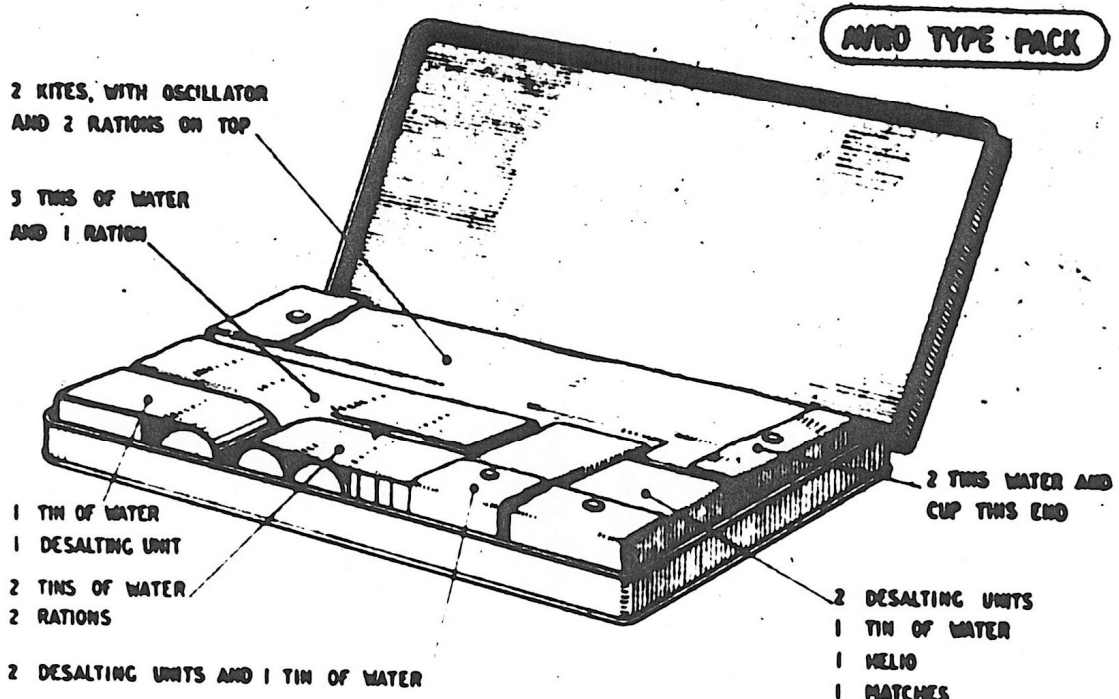 AVRO TYPE PACK
2 KITES, WITH OSCILLATOR
AND 2 RATIONS ON TOP
3 TINS OF WATER
AND 1 RATION
1 TIN OF WATER
1 DESALTING UNIT
2 TINS OF WATER
2 RATIONS
2 DESALTING UNITS AND 1 TIN OF WATER
2 TINS WATER AND
CUP THIS END
2 DESALTING UNITS
1 TIN OF WATER
1 HELIO
1 MATCHES